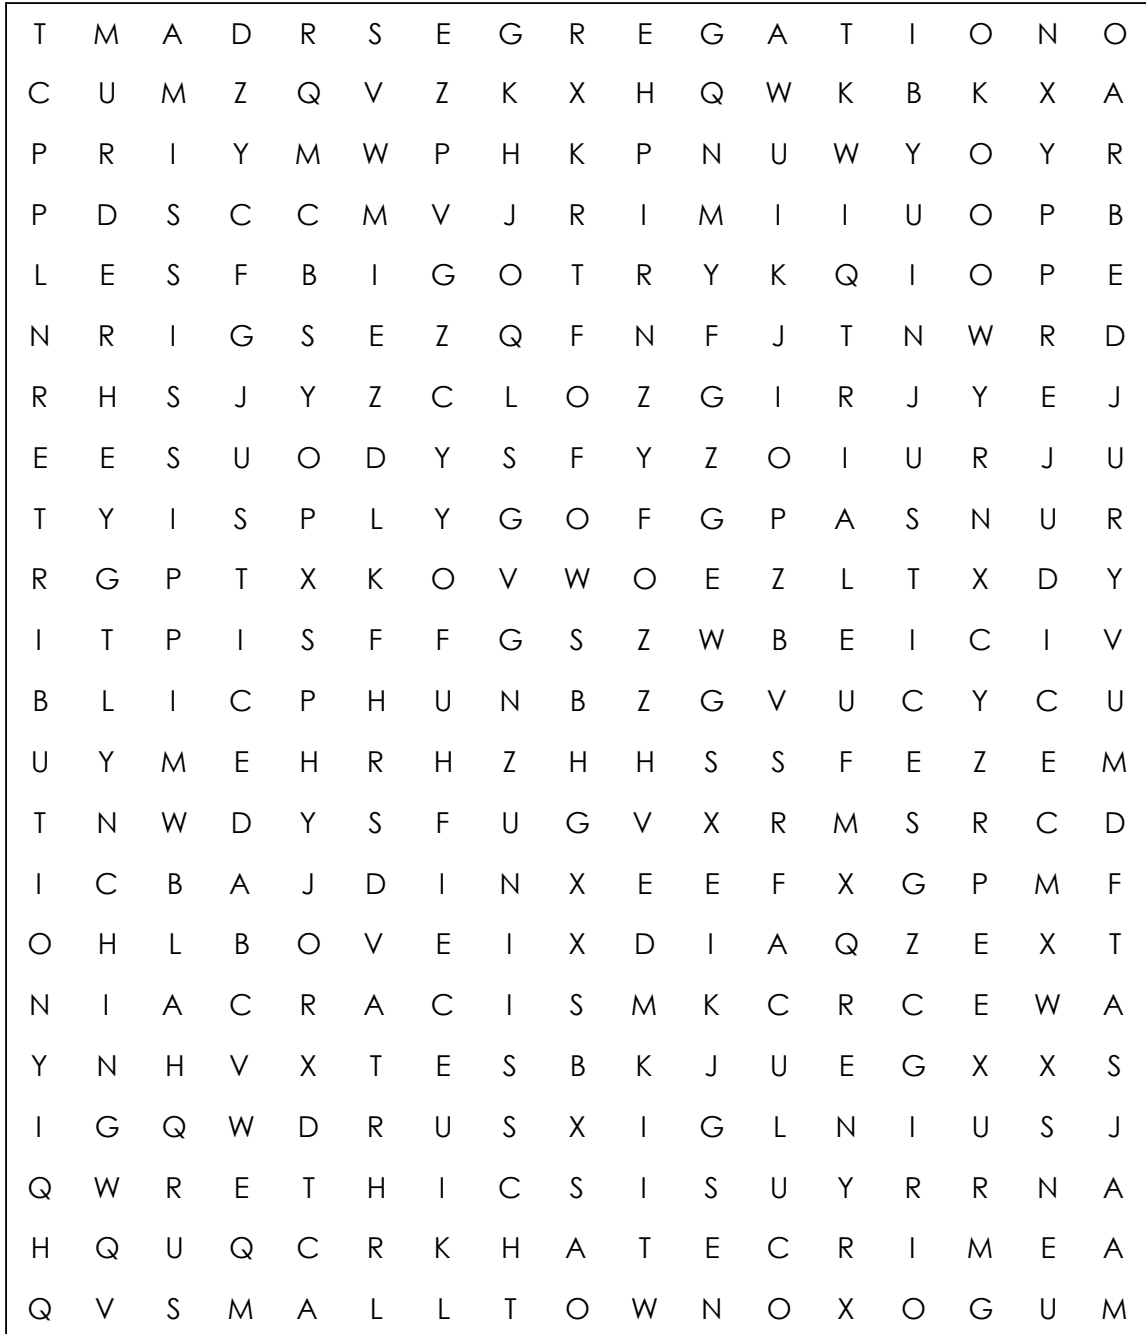 T M A D R S E G R E G A T I O N O
C U M Z Q V Z K X H Q W K B K X A
P R I Y M W P H K P N U W Y O Y R
P D S C C M V J R I M I I U O P B
L E S F B I G O T R Y K Q I O P E
N R I G S E Z Q F N F J T N W R D
R H S J Y Z C L O Z G I R J Y E J
E E S U O D Y S F Y Z O I U R J U
T Y I S P L Y G O F G P A S N U R
R G P T X K O V W O E Z L T X D Y
I T P I S F F G S Z W B E I C I V
B L I C P H U N B Z G V U C Y C U
U Y M E H R H Z H H S S F E Z E M
T N W D Y S F U G V X R M S R C D
I C B A J D I N X E E F X G P M F
O H L B O V E I X D I A Q Z E X T
N I A C R A C I S M K C R C E W A
Y N H V X T E S B K J U E G X X S
I G Q W D R U S X I G L N I U S J
Q W R E T H I C S I S U Y R R N A
H Q U Q C R K H A T E C R I M E A
Q V S M A L L T O W N O X O G U M